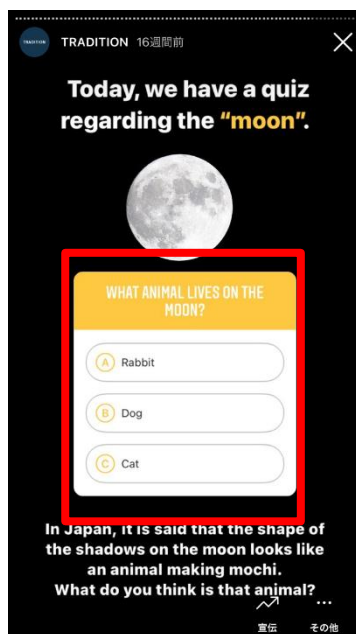 TRADITION
TRADITION 16週間前
Today, we have a quiz
regarding the “moon”.
WHAT ANIMAL LIVES ON THE
MOON?
A Rabbit
B Dog
C Cat
In Japan, it is said that the shape of
the shadows on the moon looks like
an animal making mochi.
What do you think is that animal?
宣伝 その他